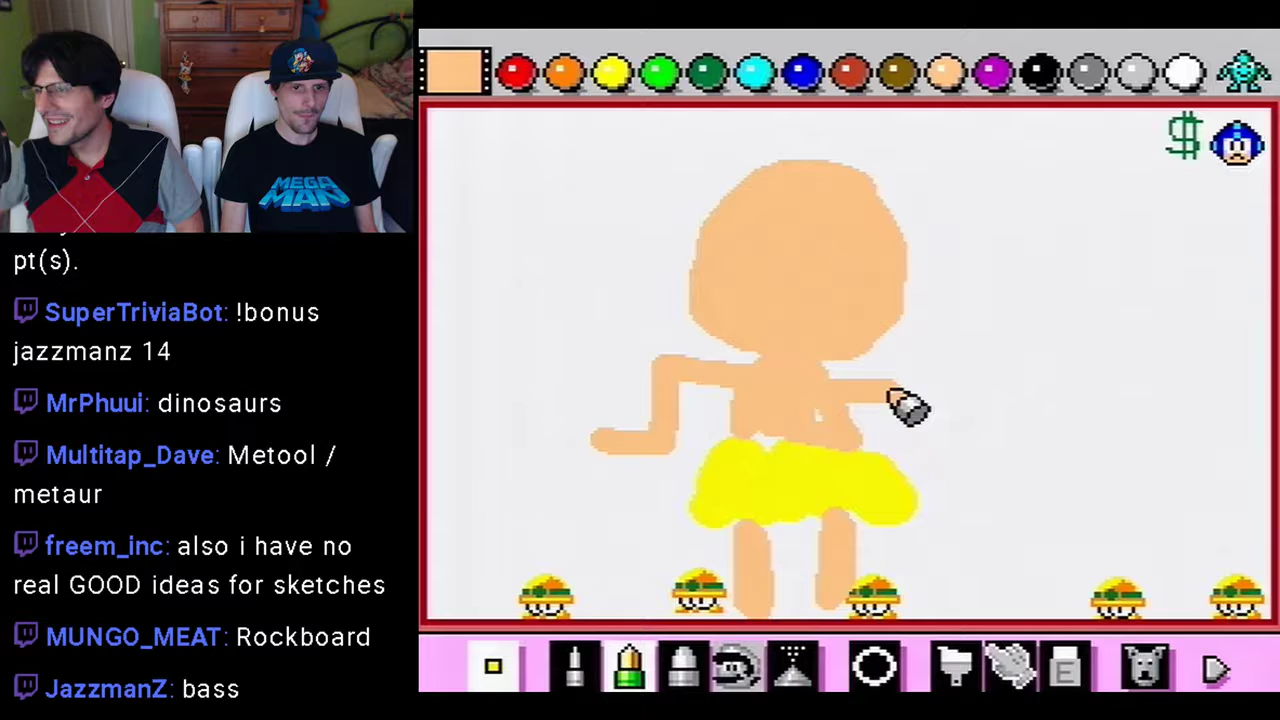 MEGA
MAN
pt(s).
SuperTriviaBot: !bonus
jazzmanz 14
MrPhuui: dinosaurs
Multitap_Dave: Metool /
metaur
freem_inc: also i have no
real GOOD ideas for sketches
MUNGO_MEAT: Rockboard
JazzmanZ: bass
$
E